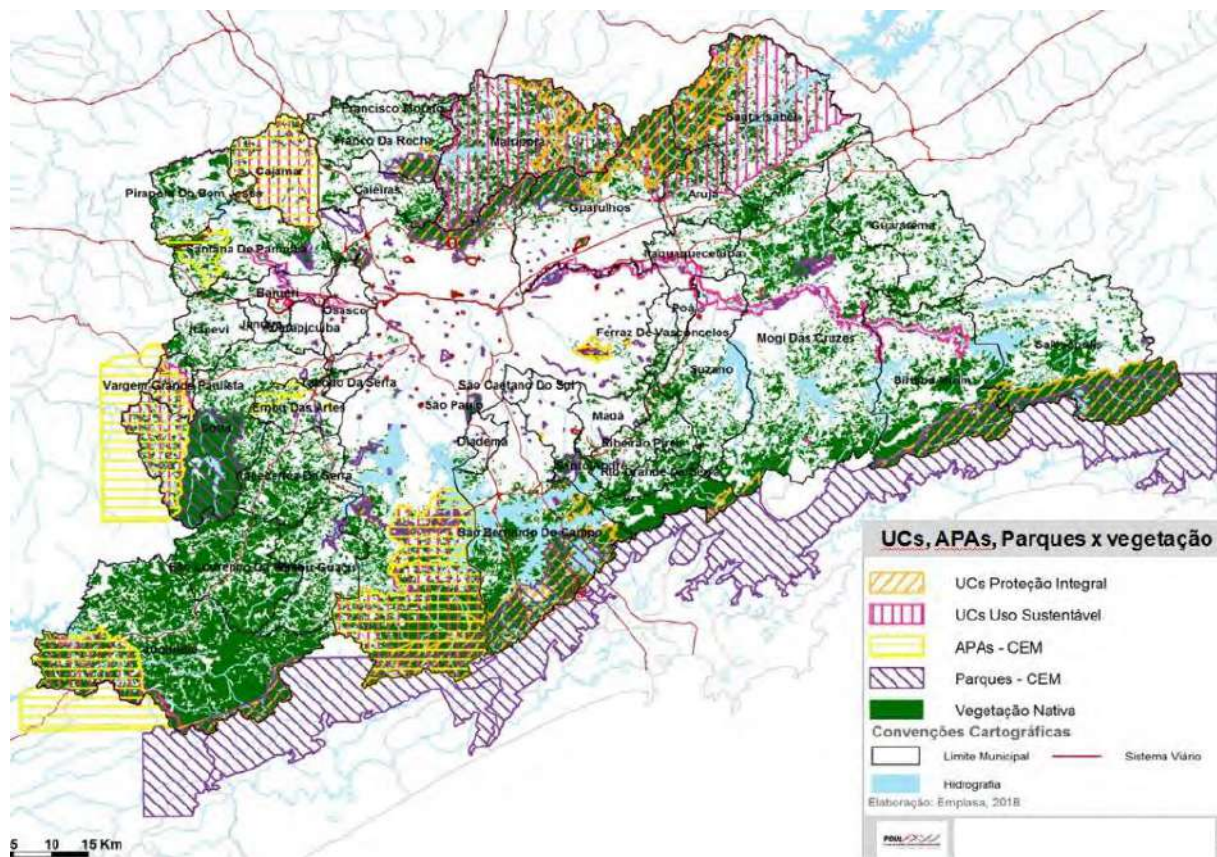 Francisco Morato
Franco Da Rocha
Mairiporã
Santa Isabel
Cajamar
Pirapora Do Bom Jesus
Caieiras
Arujá
Guarulhos
Guararema
Santana De Parnaíba
Itaquaquecetuba
Barueri
Osasco
Poá
Itapevi
Jandira
Carapicuíba
Ferraz De Vasconcelos
Mogi Das Cruzes
Salesópolis
Vargem Grande Paulista
Taboão Da Serra
São Caetano Do Sul
Suzano
Biritiba-Mirim
Embu Das Artes
São Paulo
Mauá
Cotia
Diadema
Ribeirão Pires
Santo André
Rio Grande Da Serra
Itapecerica Da Serra
São Bernardo Do Campo
São Lourenço Da Serra
Embu-Guaçu
Juquitiba
UCs, APAs, Parques x vegetação
UCs Proteção Integral
UCs Uso Sustentável
APAs - CEM
Parques - CEM
Vegetação Nativa
Convenções Cartográficas
Limite Municipal
Sistema Viário
Hidrografia
Elaboração: Emplasa, 2018
5 10 15 Km